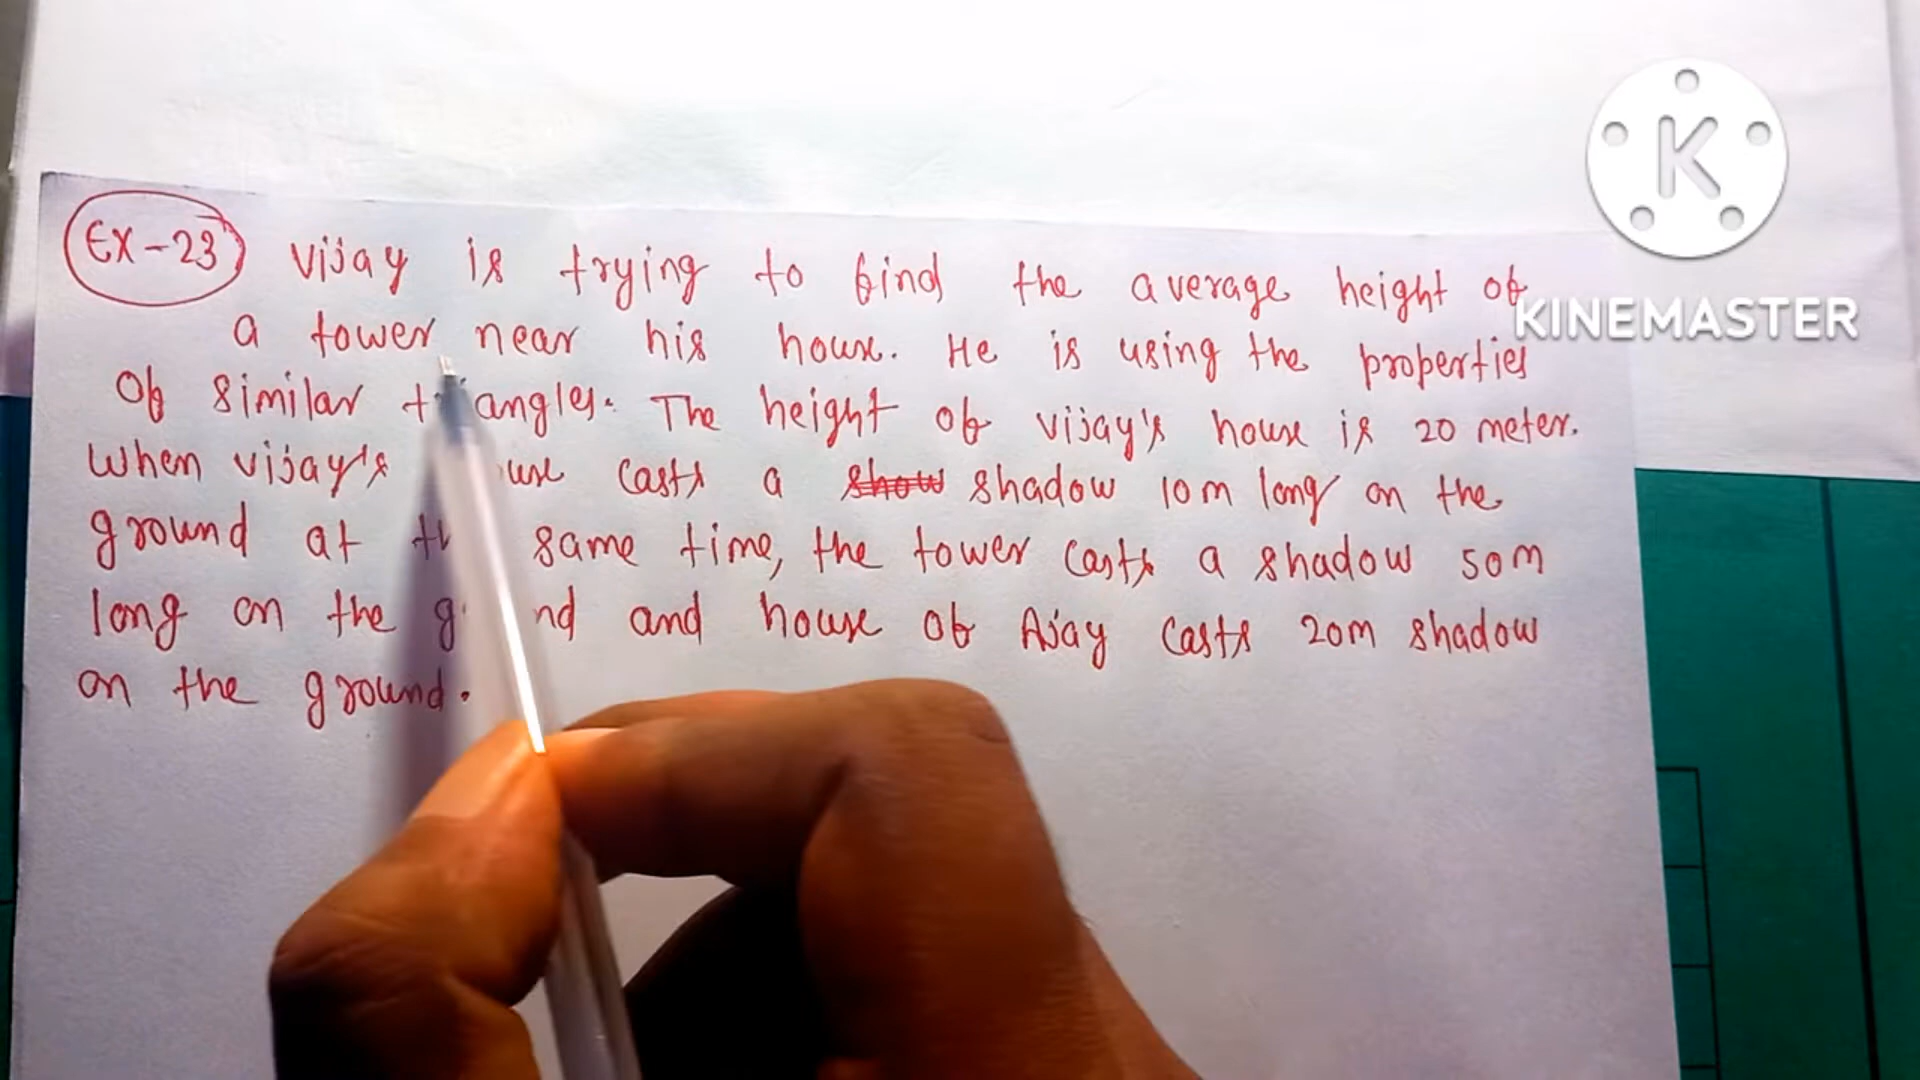 Ex-23 Vijay is trying to find the average height of
a tower near his house. He is using the properties
of similar triangles. The height of vijay's house is 20 meter.
When vijay's casts a show shadow 10m long on the
ground at same time, the tower casts a shadow 50m
long on the and house of Ajay casts 20m shadow
on the ground.
K
KINEMASTER